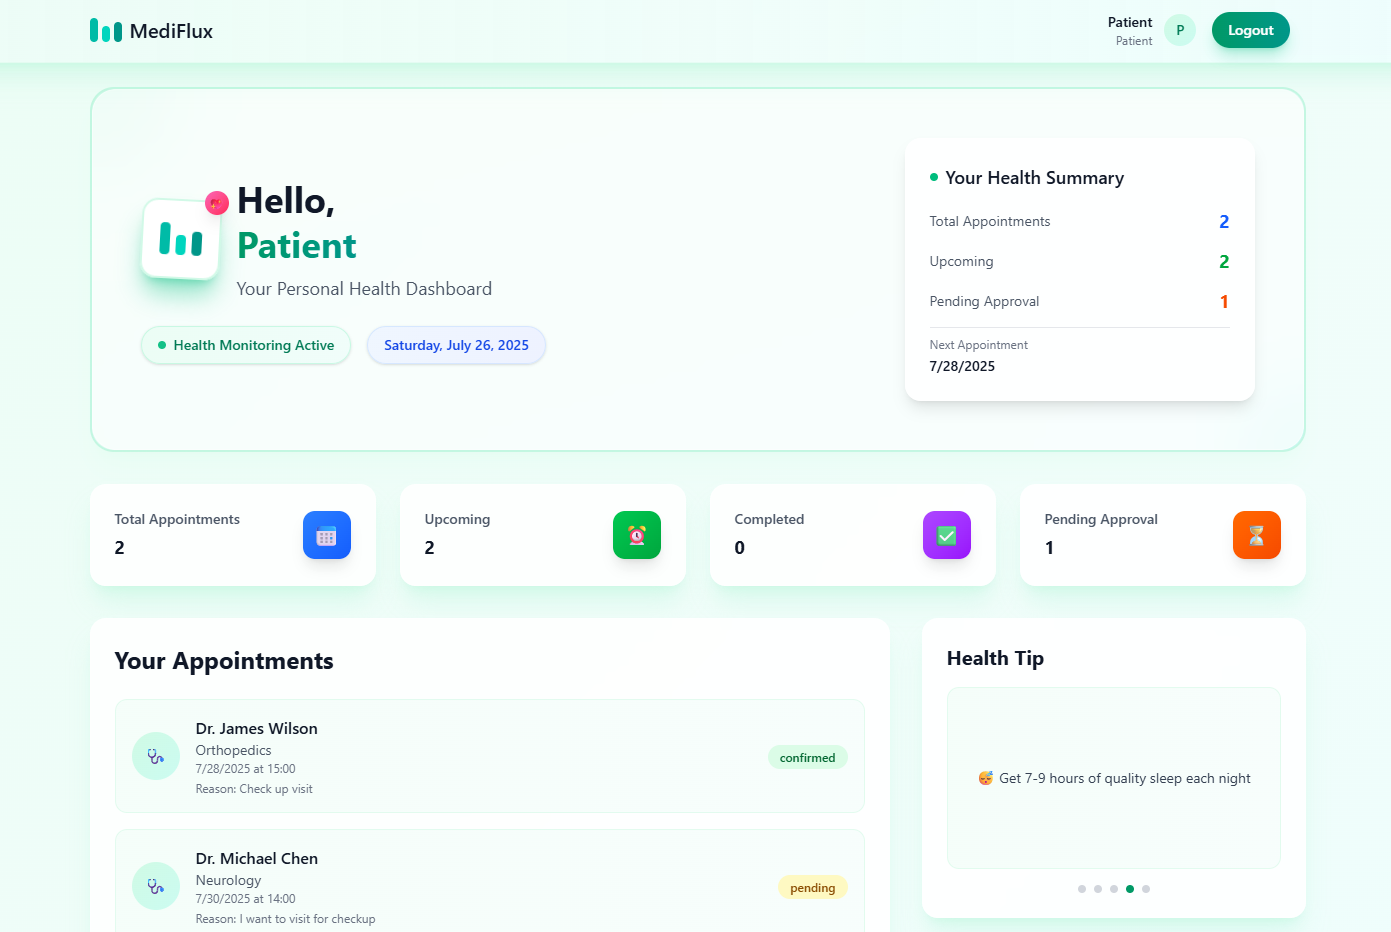 MediFlux
Patient
Patient
P
Logout
Hello,
Patient
Your Personal Health Dashboard
Health Monitoring Active
Saturday, July 26, 2025
Your Health Summary
Total Appointments 2
Upcoming 2
Pending Approval 1
Next Appointment
7/28/2025
Total Appointments
2
Upcoming
2
Completed
0
Pending Approval
1
Your Appointments
Dr. James Wilson
Orthopedics
7/28/2025 at 15:00
Reason: Check up visit
confirmed
Dr. Michael Chen
Neurology
7/30/2025 at 14:00
Reason: I want to visit for checkup
pending
Health Tip
😴 Get 7-9 hours of quality sleep each night